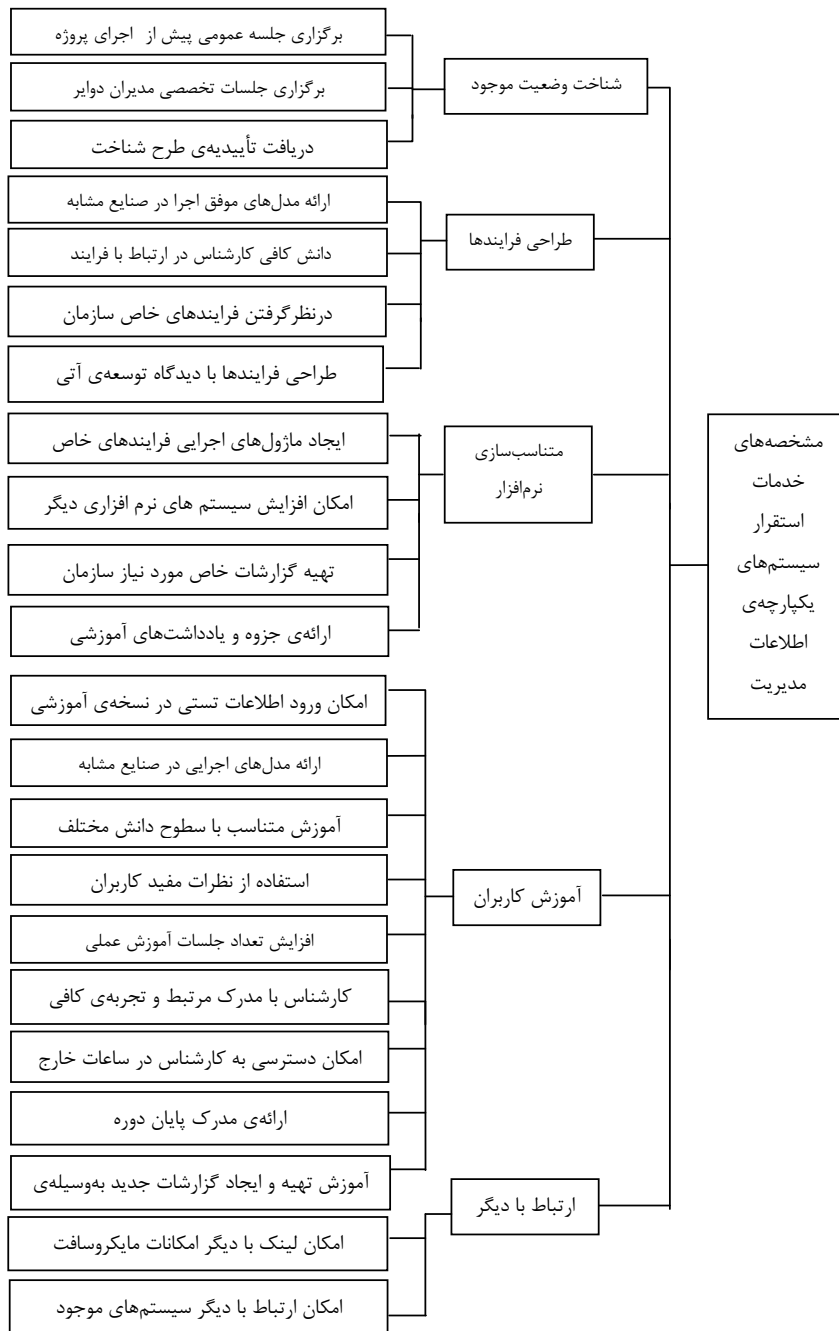 مشخصه‌های
خدمات
استقرار
سیستم‌های
یکپارچه‌ی
اطلاعات
مدیریت
شناخت وضعیت موجود
برگزاری جلسه عمومی پیش از اجرای پروژه
برگزاری جلسات تخصصی مدیران دوایر
دریافت تأییدیه‌ی طرح شناخت
طراحی فرایندها
ارائه مدل‌های موفق اجرا در صنایع مشابه
دانش کافی کارشناس در ارتباط با فرایند
درنظرگرفتن فرایندهای خاص سازمان
طراحی فرایندها با دیدگاه توسعه‌ی آتی
متناسب‌سازی
نرم‌افزار
ایجاد ماژول‌های اجرایی فرایندهای خاص
امکان افزایش سیستم های نرم افزاری دیگر
تهیه گزارشات خاص مورد نیاز سازمان
ارائه‌ی جزوه و یادداشت‌های آموزشی
آموزش کاربران
امکان ورود اطلاعات تستی در نسخه‌ی آموزشی
ارائه مدل‌های اجرایی در صنایع مشابه
آموزش متناسب با سطوح دانش مختلف
استفاده از نظرات مفید کاربران
افزایش تعداد جلسات آموزش عملی
کارشناس با مدرک مرتبط و تجربه‌ی کافی
امکان دسترسی به کارشناس در ساعات خارج
ارائه‌ی مدرک پایان دوره
آموزش تهیه و ایجاد گزارشات جدید به‌وسیله‌ی
ارتباط با دیگر
امکان لینک با دیگر امکانات مایکروسافت
امکان ارتباط با دیگر سیستم‌های موجود